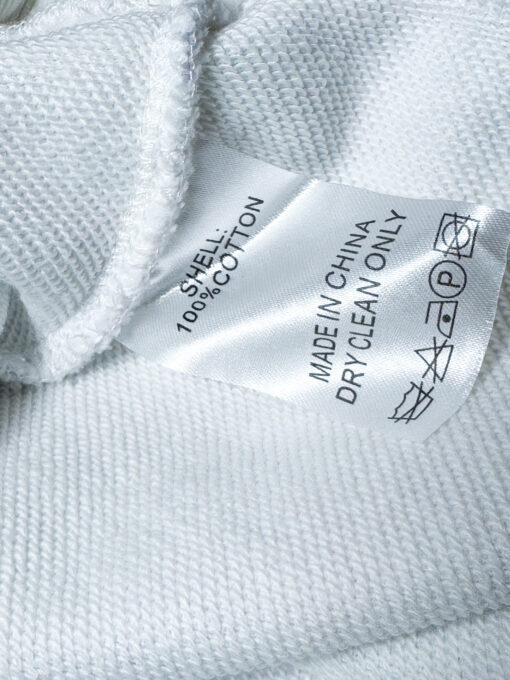 SHELL:
100%COTTON
MADE IN CHINA
DRY CLEAN ONLY
P